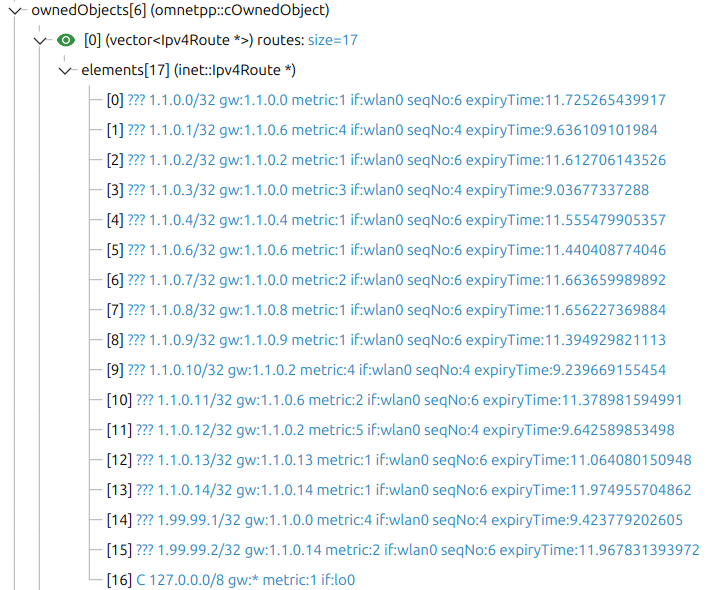 ownedObjects[6] (omnetpp::cOwnedObject)
[0] (vector<Ipv4Route *>) routes: size=17
elements[17] (inet::Ipv4Route *)
[0] ??? 1.1.0.0/32 gw:1.1.0.0 metric:1 if:wlan0 seqNo:6 expiryTime:11.725265439917
[1] ??? 1.1.0.1/32 gw:1.1.0.6 metric:4 if:wlan0 seqNo:4 expiryTime:9.636109101984
[2] ??? 1.1.0.2/32 gw:1.1.0.2 metric:1 if:wlan0 seqNo:6 expiryTime:11.612706143526
[3] ??? 1.1.0.3/32 gw:1.1.0.0 metric:3 if:wlan0 seqNo:4 expiryTime:9.03677337288
[4] ??? 1.1.0.4/32 gw:1.1.0.4 metric:1 if:wlan0 seqNo:6 expiryTime:11.555479905357
[5] ??? 1.1.0.6/32 gw:1.1.0.6 metric:1 if:wlan0 seqNo:6 expiryTime:11.440408774046
[6] ??? 1.1.0.7/32 gw:1.1.0.0 metric:2 if:wlan0 seqNo:6 expiryTime:11.663659989892
[7] ??? 1.1.0.8/32 gw:1.1.0.8 metric:1 if:wlan0 seqNo:6 expiryTime:11.656227369884
[8] ??? 1.1.0.9/32 gw:1.1.0.9 metric:1 if:wlan0 seqNo:6 expiryTime:11.394929821113
[9] ??? 1.1.0.10/32 gw:1.1.0.2 metric:4 if:wlan0 seqNo:4 expiryTime:9.239669155454
[10] ??? 1.1.0.11/32 gw:1.1.0.6 metric:2 if:wlan0 seqNo:6 expiryTime:11.378981594991
[11] ??? 1.1.0.12/32 gw:1.1.0.2 metric:5 if:wlan0 seqNo:4 expiryTime:9.642589853498
[12] ??? 1.1.0.13/32 gw:1.1.0.13 metric:1 if:wlan0 seqNo:6 expiryTime:11.064080150948
[13] ??? 1.1.0.14/32 gw:1.1.0.14 metric:1 if:wlan0 seqNo:6 expiryTime:11.974955704862
[14] ??? 1.99.99.1/32 gw:1.1.0.0 metric:4 if:wlan0 seqNo:4 expiryTime:9.423779202605
[15] ??? 1.99.99.2/32 gw:1.1.0.14 metric:2 if:wlan0 seqNo:6 expiryTime:11.967831393972
[16] C 127.0.0.0/8 gw:* metric:1 if:lo0